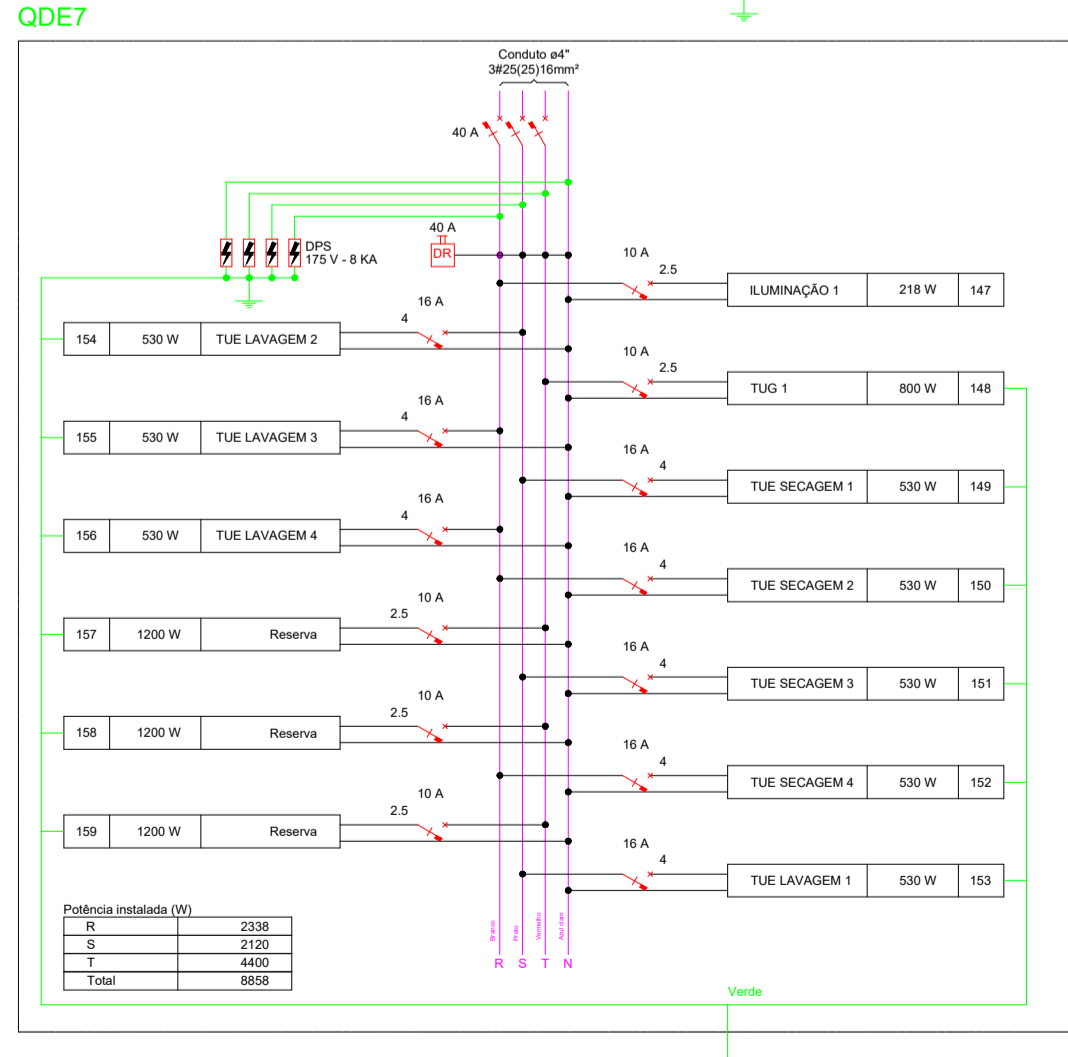 QDE7
Conduto ø4"
3#25(25)16mm²
40 A
DPS
175 V - 8 KA
40 A
DR
10 A
2.5
ILUMINAÇÃO 1 218 W 147
16 A
4
154 530 W TUE LAVAGEM 2
10 A
2.5
TUG 1 800 W 148
16 A
4
155 530 W TUE LAVAGEM 3
16 A
4
TUE SECAGEM 1 530 W 149
16 A
4
156 530 W TUE LAVAGEM 4
16 A
4
TUE SECAGEM 2 530 W 150
10 A
2.5
157 1200 W Reserva
16 A
4
TUE SECAGEM 3 530 W 151
10 A
2.5
158 1200 W Reserva
16 A
4
TUE SECAGEM 4 530 W 152
10 A
2.5
159 1200 W Reserva
16 A
4
TUE LAVAGEM 1 530 W 153
Potência instalada (W)
R 2338
S 2120
T 4400
Total 8858
Branco
Preto
Vermelho
Azul claro
R S T N
Verde